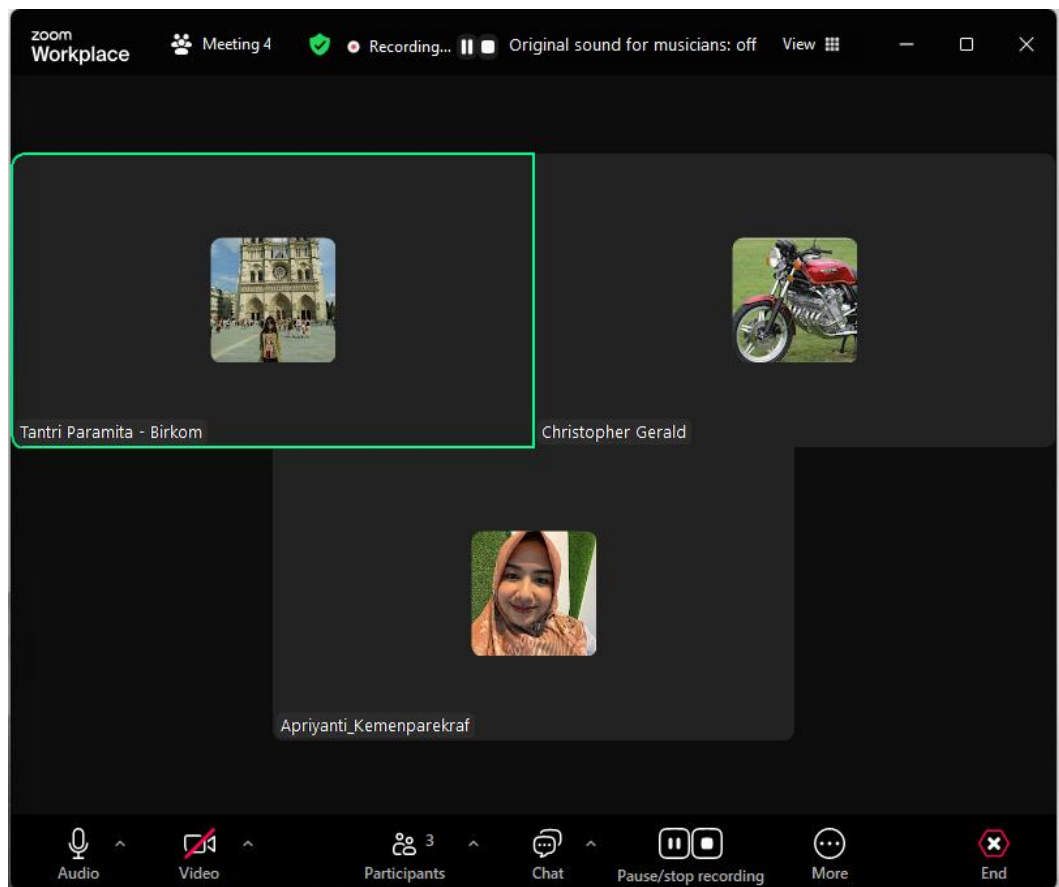 zoom
Workplace
Meeting 4
Recording...
Original sound for musicians: off
View
Tantri Paramita - Birkom
Christopher Gerald
Apriyanti_Kemenparekraf
3
Audio
Video
Participants
Chat
Pause/stop recording
More
End